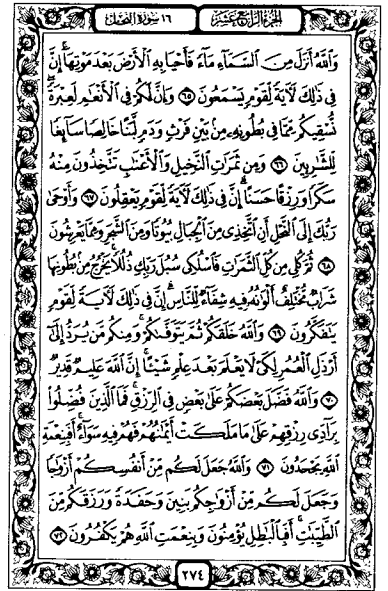 الجزء الرابع عشر ١٦ سورة النحل
وَٱللَّهُ أَنزَلَ مِنَ ٱلسَّمَآءِ مَآءً فَأَحْيَا بِهِ ٱلْأَرْضَ بَعْدَ مَوْتِهَآ إِنَّ
فِي ذَٰلِكَ لَآيَةً لِّقَوْمٍ يَسْمَعُونَ ٦٥ وَإِنَّ لَكُمْ فِي ٱلْأَنْعَٰمِ لَعِبْرَةً
نُّسْقِيكُم مِّمَّا فِي بُطُونِهِۦ مِنۢ بَيْنِ فَرْثٍ وَدَمٍ لَّبَنًا خَالِصًا سَآئِغًا
لِّلشَّٰرِبِينَ ٦٦ وَمِن ثَمَرَٰتِ ٱلنَّخِيلِ وَٱلْأَعْنَٰبِ تَتَّخِذُونَ مِنْهُ
سَكَرًا وَرِزْقًا حَسَنًا إِنَّ فِي ذَٰلِكَ لَآيَةً لِّقَوْمٍ يَعْقِلُونَ ٦٧ وَأَوْحَىٰ
رَبُّكَ إِلَى ٱلنَّحْلِ أَنِ ٱتَّخِذِي مِنَ ٱلْجِبَالِ بُيُوتًا وَمِنَ ٱلشَّجَرِ وَمِمَّا يَعْرِشُونَ
٦٨ ثُمَّ كُلِي مِن كُلِّ ٱلثَّمَرَٰتِ فَٱسْلُكِي سُبُلَ رَبِّكِ ذُلُلًا يَخْرُجُ مِنۢ بُطُونِهَا
شَرَابٌ مُّخْتَلِفٌ أَلْوَٰنُهُۥ فِيهِ شِفَآءٌ لِّلنَّاسِ إِنَّ فِي ذَٰلِكَ لَآيَةً لِّقَوْمٍ
يَتَفَكَّرُونَ ٦٩ وَٱللَّهُ خَلَقَكُمْ ثُمَّ يَتَوَفَّىٰكُمْ وَمِنكُم مَّن يُرَدُّ إِلَىٰٓ
أَرْذَلِ ٱلْعُمُرِ لِكَيْ لَا يَعْلَمَ بَعْدَ عِلْمٍ شَيْـًٔا إِنَّ ٱللَّهَ عَلِيمٌ قَدِيرٌ
٧٠ وَٱللَّهُ فَضَّلَ بَعْضَكُمْ عَلَىٰ بَعْضٍ فِي ٱلرِّزْقِ فَمَا ٱلَّذِينَ فُضِّلُوا۟
بِرَآدِّي رِزْقِهِمْ عَلَىٰ مَا مَلَكَتْ أَيْمَٰنُهُمْ فَهُمْ فِيهِ سَوَآءٌ أَفَبِنِعْمَةِ
ٱللَّهِ يَجْحَدُونَ ٧١ وَٱللَّهُ جَعَلَ لَكُم مِّنْ أَنفُسِكُمْ أَزْوَٰجًا
وَجَعَلَ لَكُم مِّنْ أَزْوَٰجِكُم بَنِينَ وَحَفَدَةً وَرَزَقَكُم مِّنَ
ٱلطَّيِّبَٰتِ أَفَبِٱلْبَٰطِلِ يُؤْمِنُونَ وَبِنِعْمَتِ ٱللَّهِ هُمْ يَكْفُرُونَ ٧٢
٢٧٤